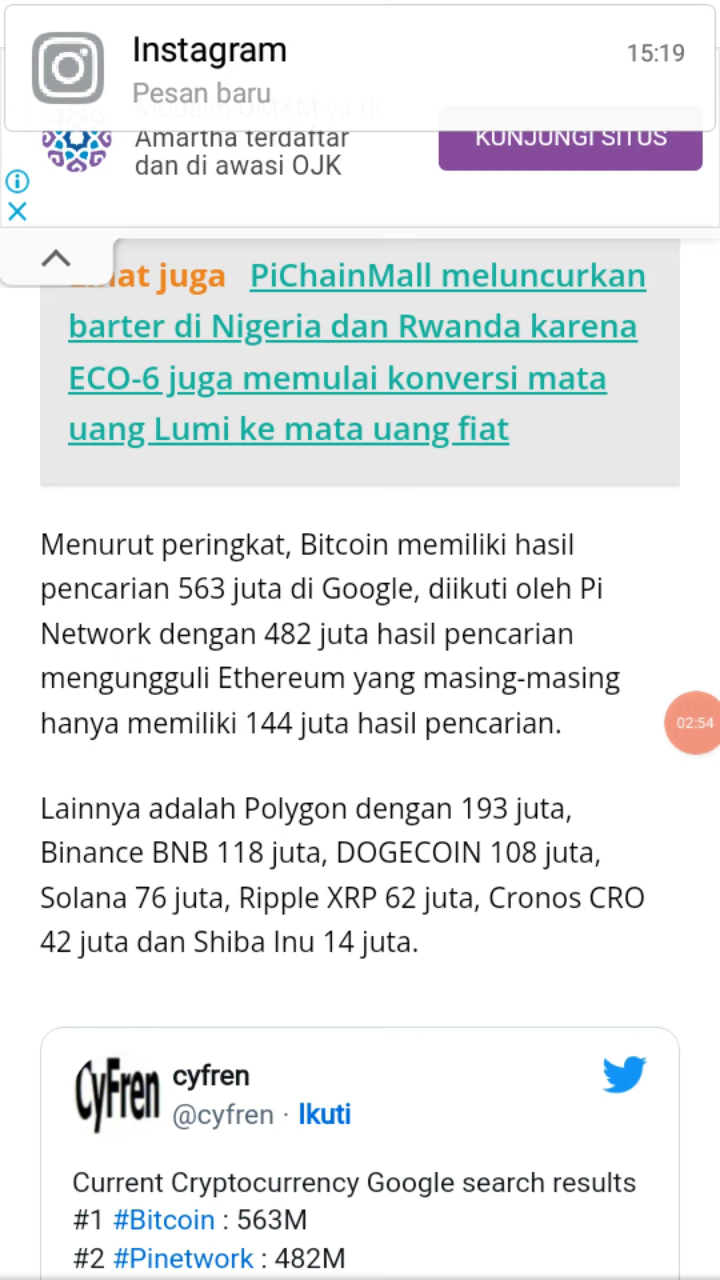 Instagram
15:19
Pesan baru
Amartha terdaftar
dan di awasi OJK
KUNJUNGI SITUS
juga PiChainMall meluncurkan
barter di Nigeria dan Rwanda karena
ECO-6 juga memulai konversi mata
uang Lumi ke mata uang fiat
Menurut peringkat, Bitcoin memiliki hasil
pencarian 563 juta di Google, diikuti oleh Pi
Network dengan 482 juta hasil pencarian
mengungguli Ethereum yang masing-masing
hanya memiliki 144 juta hasil pencarian.
02:54
Lainnya adalah Polygon dengan 193 juta,
Binance BNB 118 juta, DOGECOIN 108 juta,
Solana 76 juta, Ripple XRP 62 juta, Cronos CRO
42 juta dan Shiba Inu 14 juta.
CyFren
cyfren
@cyfren · Ikuti
Current Cryptocurrency Google search results
#1 #Bitcoin : 563M
#2 #Pinetwork : 482M